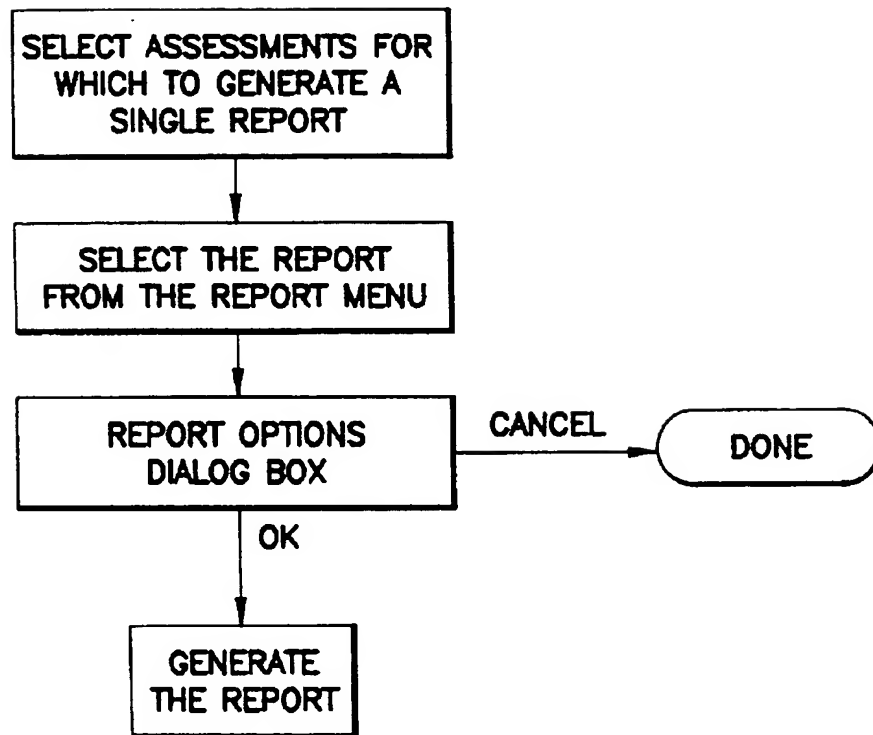 SELECT ASSESSMENTS FOR
WHICH TO GENERATE A
SINGLE REPORT
SELECT THE REPORT
FROM THE REPORT MENU
REPORT OPTIONS
DIALOG BOX
CANCEL
DONE
OK
GENERATE
THE REPORT